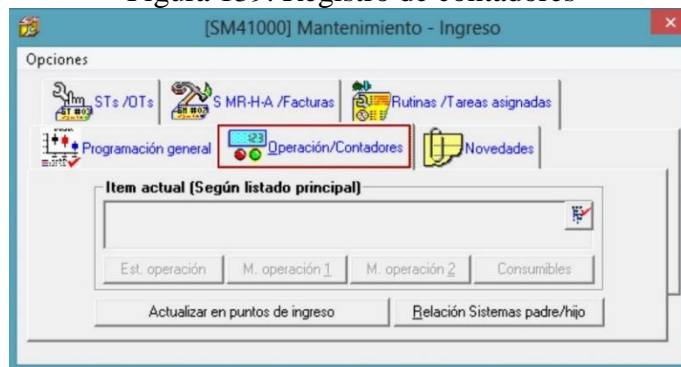 Figura 139. Registro de contadores
[SM41000] Mantenimiento - Ingreso
Opciones
STs /OTs
S MR-H-A /Facturas
Rutinas /Tareas asignadas
Programación general
Operación/Contadores
Novedades
Item actual (Según listado principal)
Est. operación
M. operación 1
M. operación 2
Consumibles
Actualizar en puntos de ingreso
Relación Sistemas padre/hijo